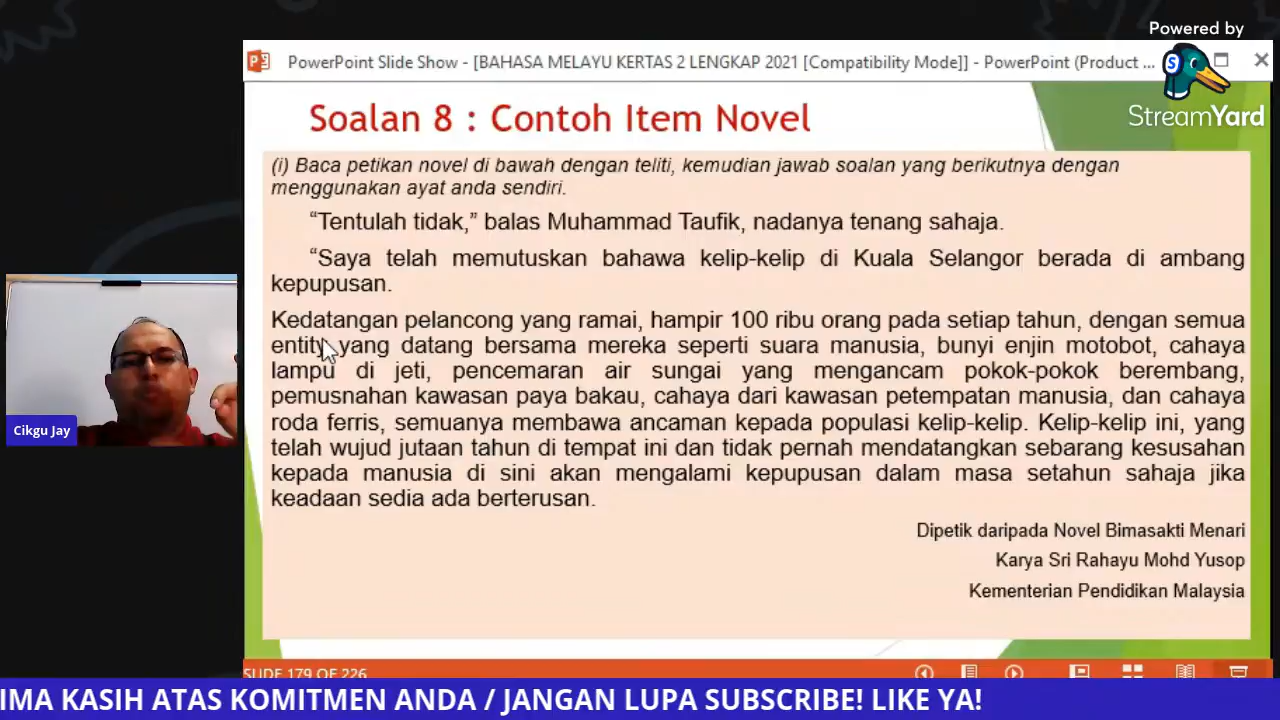 Powered by
StreamYard
PowerPoint Slide Show - [BAHASA MELAYU KERTAS 2 LENGKAP 2021 [Compatibility Mode]] - PowerPoint (Product ...
Soalan 8 : Contoh Item Novel
(i) Baca petikan novel di bawah dengan teliti, kemudian jawab soalan yang berikutnya dengan
menggunakan ayat anda sendiri.
“Tentulah tidak,” balas Muhammad Taufik, nadanya tenang sahaja.
“Saya telah memutuskan bahawa kelip-kelip di Kuala Selangor berada di ambang
kepupusan.
Kedatangan pelancong yang ramai, hampir 100 ribu orang pada setiap tahun, dengan semua
entiti yang datang bersama mereka seperti suara manusia, bunyi enjin motobot, cahaya
lampu di jeti, pencemaran air sungai yang mengancam pokok-pokok berembang,
pemusnahan kawasan paya bakau, cahaya dari kawasan petempatan manusia, dan cahaya
roda ferris, semuanya membawa ancaman kepada populasi kelip-kelip. Kelip-kelip ini, yang
telah wujud jutaan tahun di tempat ini dan tidak pernah mendatangkan sebarang kesusahan
kepada manusia di sini akan mengalami kepupusan dalam masa setahun sahaja jika
keadaan sedia ada berterusan.
Dipetik daripada Novel Bimasakti Menari
Karya Sri Rahayu Mohd Yusop
Kementerian Pendidikan Malaysia
Cikgu Jay
SLIDE 179 OF 226
IMA KASIH ATAS KOMITMEN ANDA / JANGAN LUPA SUBSCRIBE! LIKE YA!